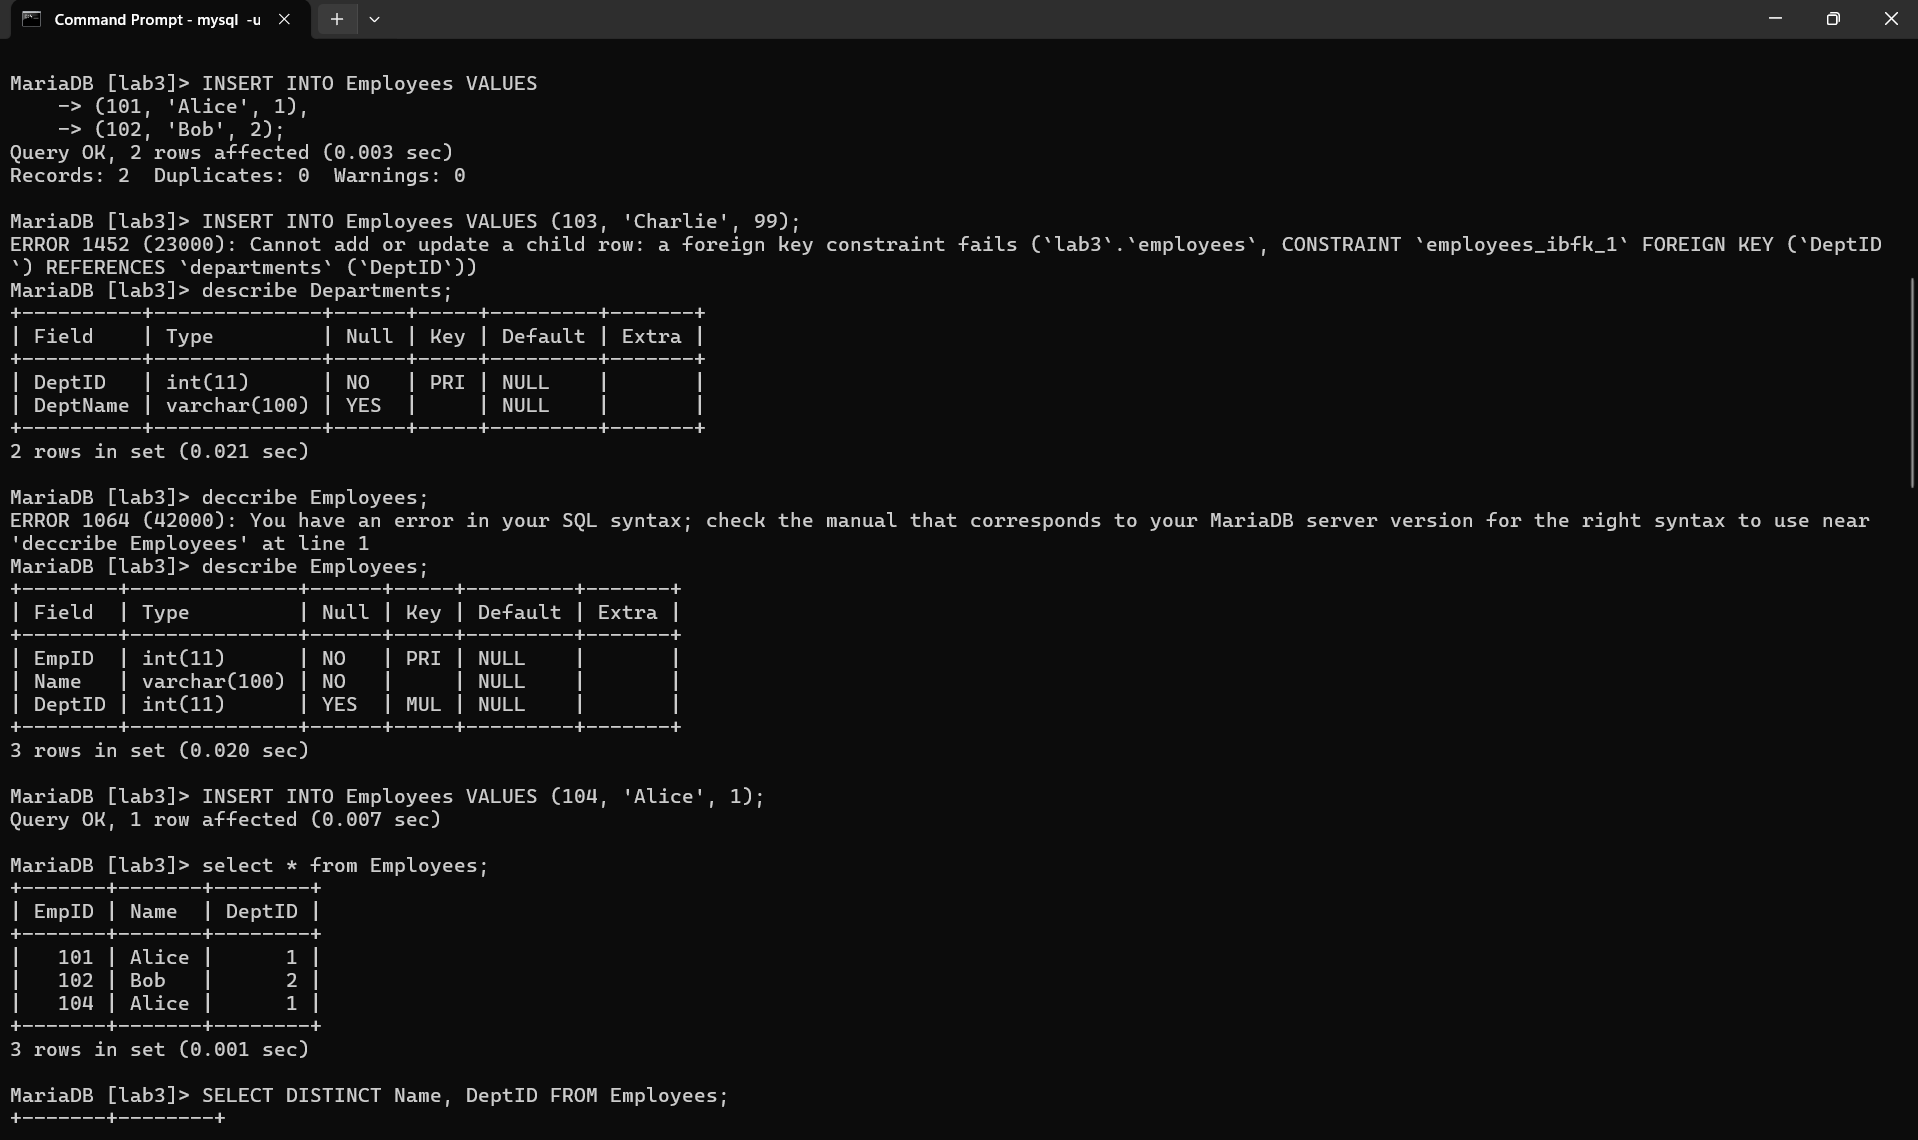 Command Prompt - mysql -u
MariaDB [lab3]> INSERT INTO Employees VALUES
    -> (101, 'Alice', 1),
    -> (102, 'Bob', 2);
Query OK, 2 rows affected (0.003 sec)
Records: 2  Duplicates: 0  Warnings: 0
MariaDB [lab3]> INSERT INTO Employees VALUES (103, 'Charlie', 99);
ERROR 1452 (23000): Cannot add or update a child row: a foreign key constraint fails (`lab3`.`employees`, CONSTRAINT `employees_ibfk_1` FOREIGN KEY (`DeptID
`) REFERENCES `departments` (`DeptID`))
MariaDB [lab3]> describe Departments;
+----------+--------------+------+-----+---------+-------+
| Field    | Type         | Null | Key | Default | Extra |
+----------+--------------+------+-----+---------+-------+
| DeptID   | int(11)      | NO   | PRI | NULL    |       |
| DeptName | varchar(100) | YES  |     | NULL    |       |
+----------+--------------+------+-----+---------+-------+
2 rows in set (0.021 sec)
MariaDB [lab3]> deccribe Employees;
ERROR 1064 (42000): You have an error in your SQL syntax; check the manual that corresponds to your MariaDB server version for the right syntax to use near
'deccribe Employees' at line 1
MariaDB [lab3]> describe Employees;
+--------+--------------+------+-----+---------+-------+
| Field  | Type         | Null | Key | Default | Extra |
+--------+--------------+------+-----+---------+-------+
| EmpID  | int(11)      | NO   | PRI | NULL    |       |
| Name   | varchar(100) | NO   |     | NULL    |       |
| DeptID | int(11)      | YES  | MUL | NULL    |       |
+--------+--------------+------+-----+---------+-------+
3 rows in set (0.020 sec)
MariaDB [lab3]> INSERT INTO Employees VALUES (104, 'Alice', 1);
Query OK, 1 row affected (0.007 sec)
MariaDB [lab3]> select * from Employees;
+-------+-------+--------+
| EmpID | Name  | DeptID |
+-------+-------+--------+
|   101 | Alice |      1 |
|   102 | Bob   |      2 |
|   104 | Alice |      1 |
+-------+-------+--------+
3 rows in set (0.001 sec)
MariaDB [lab3]> SELECT DISTINCT Name, DeptID FROM Employees;
+-------+--------+